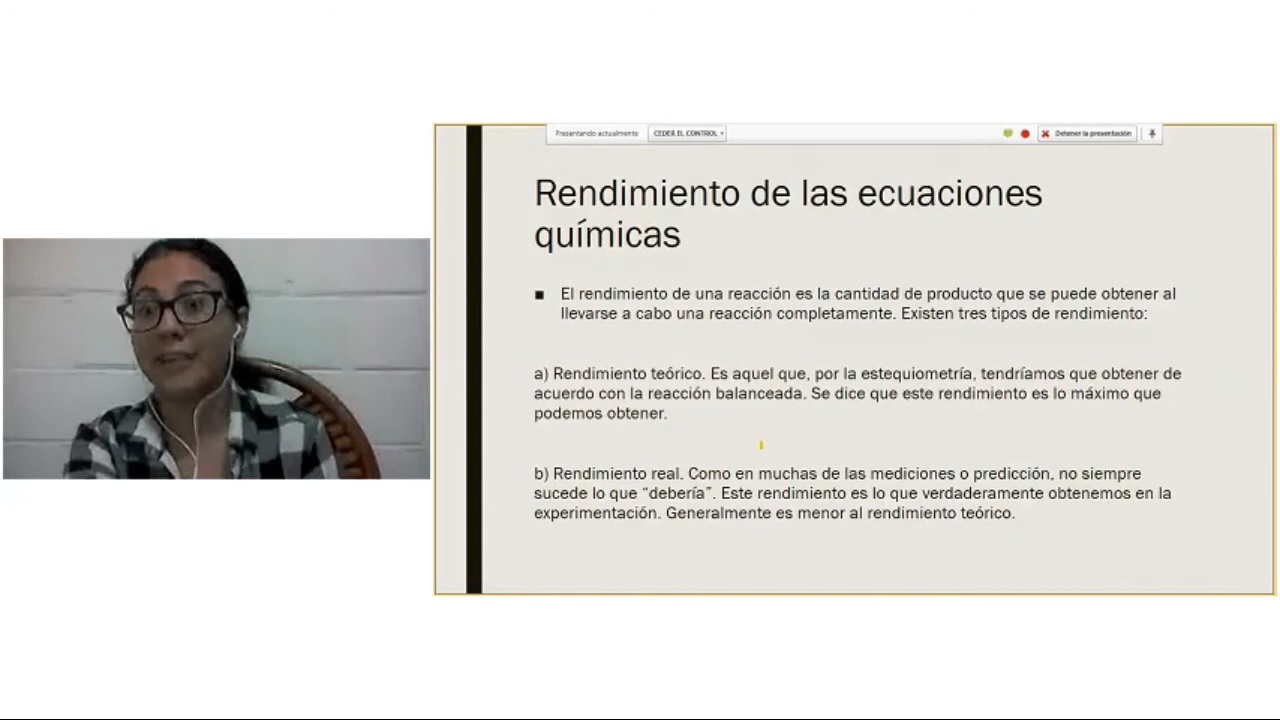 Presentando actualmente CEDER EL CONTROL Detener la presentación
Rendimiento de las ecuaciones
químicas
■ El rendimiento de una reacción es la cantidad de producto que se puede obtener al
llevarse a cabo una reacción completamente. Existen tres tipos de rendimiento:
a) Rendimiento teórico. Es aquel que, por la estequiometría, tendríamos que obtener de
acuerdo con la reacción balanceada. Se dice que este rendimiento es lo máximo que
podemos obtener.
b) Rendimiento real. Como en muchas de las mediciones o predicción, no siempre
sucede lo que “debería”. Este rendimiento es lo que verdaderamente obtenemos en la
experimentación. Generalmente es menor al rendimiento teórico.